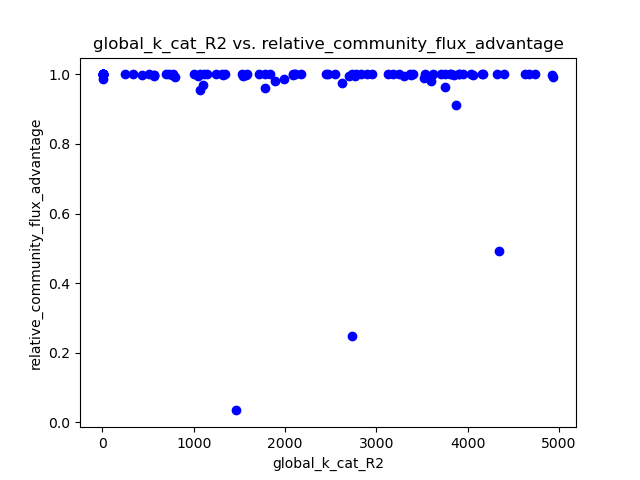 global_k_cat_R2 vs. relative_community_flux_advantage
1.0
0.8
0.6
0.4
0.2
0.0
relative_community_flux_advantage
0 1000 2000 3000 4000 5000
global_k_cat_R2